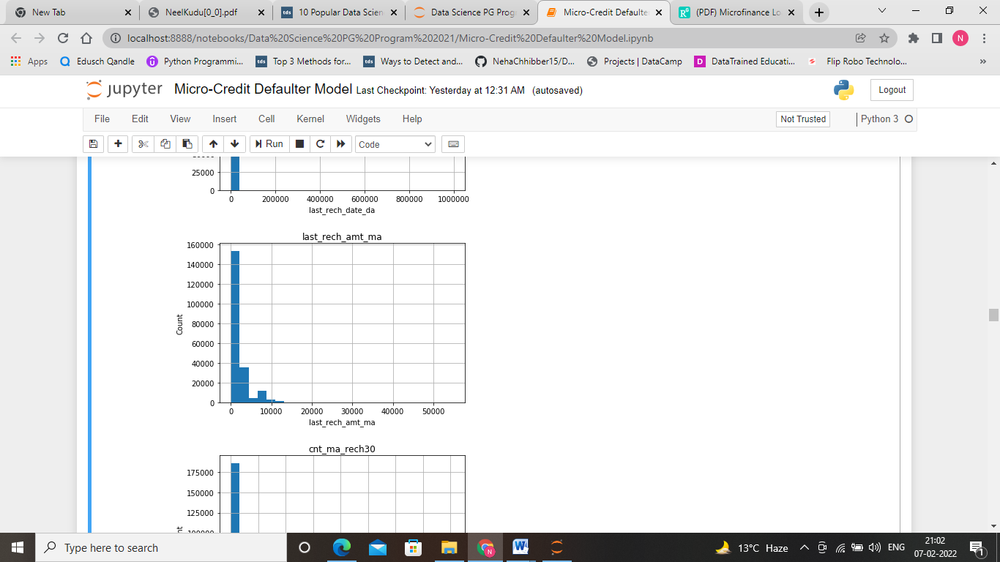 New Tab
NeelKudu[0_0].pdf
10 Popular Data Scien
Data Science PG Prog
Micro-Credit Defaulte
(PDF) Microfinance Lo
localhost:8888/notebooks/Data%20Science%20PG%20Program%202021/Micro-Credit%20Defaulter%20Model.ipynb
N
Apps
Edusch Qandle
Python Programmi...
tds Top 3 Methods for...
tds Ways to Detect and...
NehaChhibber15/D...
Projects | DataCamp
D DataTrained Educati...
Flip Robo Technolo...
»
jupyter Micro-Credit Defaulter Model Last Checkpoint: Yesterday at 12:31 AM (autosaved)
Logout
File Edit View Insert Cell Kernel Widgets Help
Not Trusted
Python 3
Run
Code
25000
0
0 200000 400000 600000 800000 1000000
last_rech_date_da
last_rech_amt_ma
160000
140000
120000
100000
80000
60000
40000
20000
0
Count
0 10000 20000 30000 40000 50000
last_rech_amt_ma
cnt_ma_rech30
175000
150000
125000
Type here to search
13°C Haze
ENG
21:02
07-02-2022
1